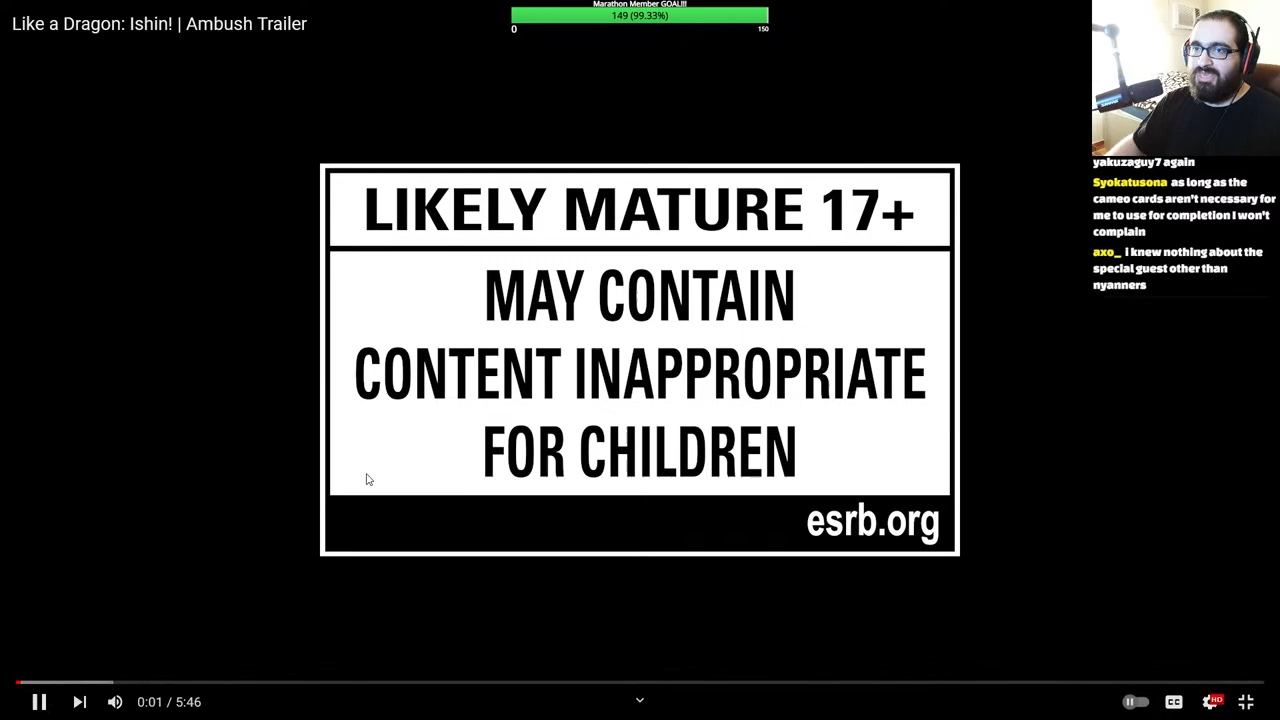 Like a Dragon: Ishin! | Ambush Trailer
Marathon Member GOAL!!!
149 (99.33%)
0
150
LIKELY MATURE 17+
MAY CONTAIN
CONTENT INAPPROPRIATE
FOR CHILDREN
esrb.org
yakuzaguy7 again
Syokatusona as long as the
cameo cards aren't necessary for
me to use for completion I won't
complain
axo_ i knew nothing about the
special guest other than
nyanners
0:01 / 5:46
CC
HD